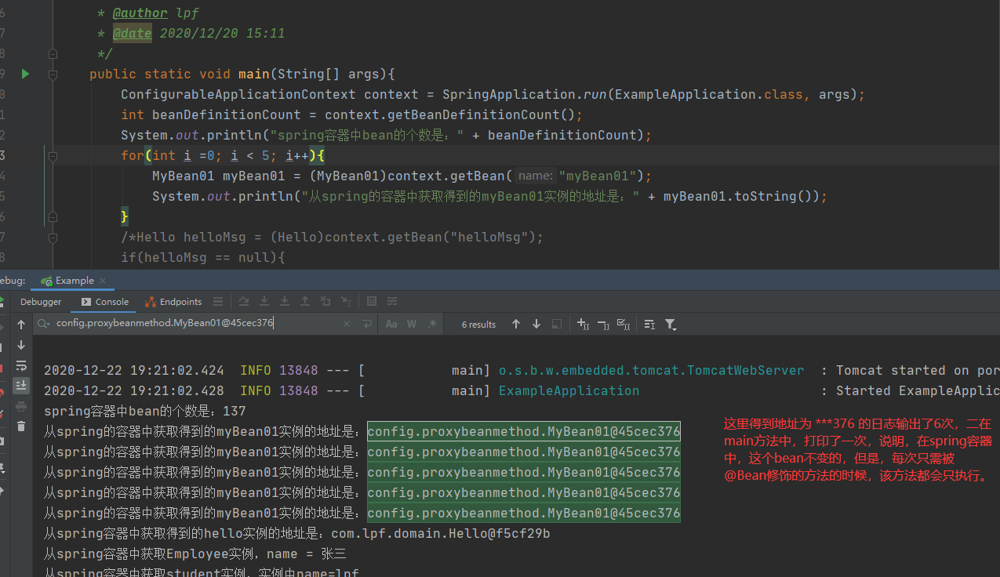 6 * @author lpf
7 * @date 2020/12/20 15:11
8 */
9 public static void main(String[] args){
0 ConfigurableApplicationContext context = SpringApplication.run(ExampleApplication.class, args);
1 int beanDefinitionCount = context.getBeanDefinitionCount();
2 System.out.println("spring容器中bean的个数是：" + beanDefinitionCount);
3 for(int i =0; i < 5; i++){
4 MyBean01 myBean01 = (MyBean01)context.getBean( name: "myBean01");
5 System.out.println("从spring的容器中获取得到的myBean01实例的地址是：" + myBean01.toString());
6 }
7 /*Hello helloMsg = (Hello)context.getBean("helloMsg");
8 if(helloMsg == null){
ebug: Example
Debugger Console Endpoints
config.proxybeanmethod.MyBean01@45cec376 Aa W .* 6 results
2020-12-22 19:21:02.424 INFO 13848 --- [ main] o.s.b.w.embedded.tomcat.TomcatWebServer : Tomcat started on por
2020-12-22 19:21:02.428 INFO 13848 --- [ main] ExampleApplication : Started ExampleApplic
spring容器中bean的个数是：137
从spring的容器中获取得到的myBean01实例的地址是：config.proxybeanmethod.MyBean01@45cec376
从spring的容器中获取得到的myBean01实例的地址是：config.proxybeanmethod.MyBean01@45cec376
从spring的容器中获取得到的myBean01实例的地址是：config.proxybeanmethod.MyBean01@45cec376
从spring的容器中获取得到的myBean01实例的地址是：config.proxybeanmethod.MyBean01@45cec376
从spring的容器中获取得到的myBean01实例的地址是：config.proxybeanmethod.MyBean01@45cec376
从spring容器中获取得到的hello实例的地址是：com.lpf.domain.Hello@f5cf29b
从spring容器中获取Employee实例，name = 张三
从spring容器中获取student实例，实例中name=lpf
这里得到地址为 ***376 的日志输出了6次，二在
main方法中，打印了一次，说明，在spring容器
中，这个bean不变的，但是，每次只需被
@Bean修饰的方法的时候，该方法都会只执行。